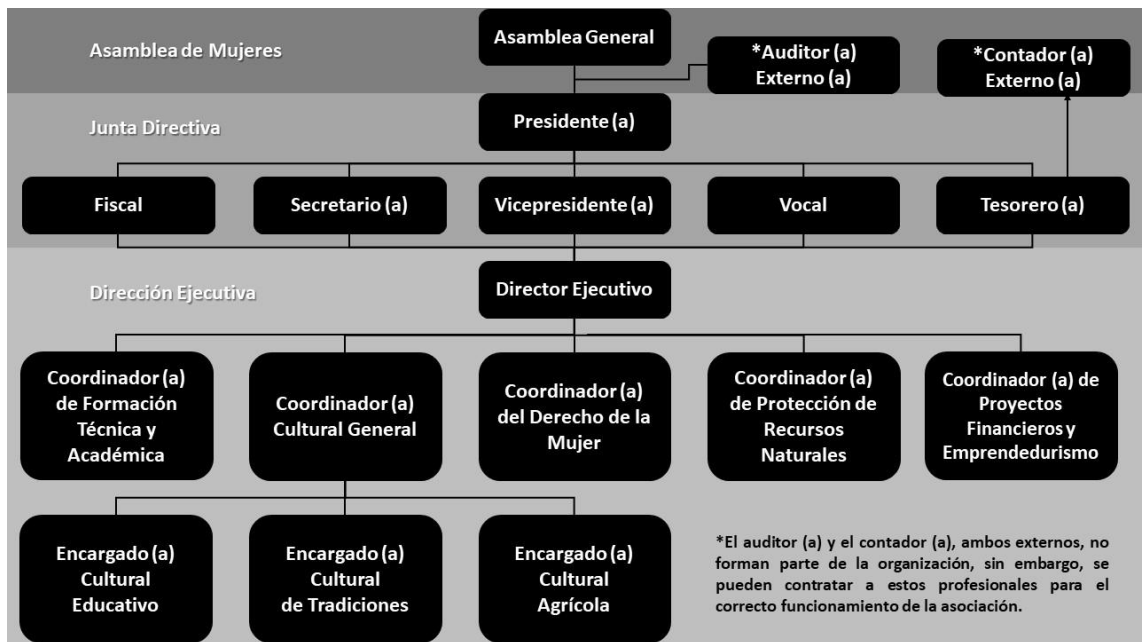 Asamblea de Mujeres
Asamblea General
*Auditor (a)
Externo (a)
*Contador (a)
Externo (a)
Junta Directiva
Presidente (a)
Fiscal
Secretario (a)
Vicepresidente (a)
Vocal
Tesorero (a)
Dirección Ejecutiva
Director Ejecutivo
Coordinador (a)
de Formación
Técnica y
Académica
Coordinador (a)
Cultural General
Coordinador (a)
del Derecho de la
Mujer
Coordinador (a)
de Protección de
Recursos
Naturales
Coordinador (a) de
Proyectos
Financieros y
Emprendedurismo
Encargado (a)
Cultural
Educativo
Encargado (a)
Cultural
de Tradiciones
Encargado (a)
Cultural
Agrícola
*El auditor (a) y el contador (a), ambos externos, no
forman parte de la organización, sin embargo, se
pueden contratar a estos profesionales para el
correcto funcionamiento de la asociación.